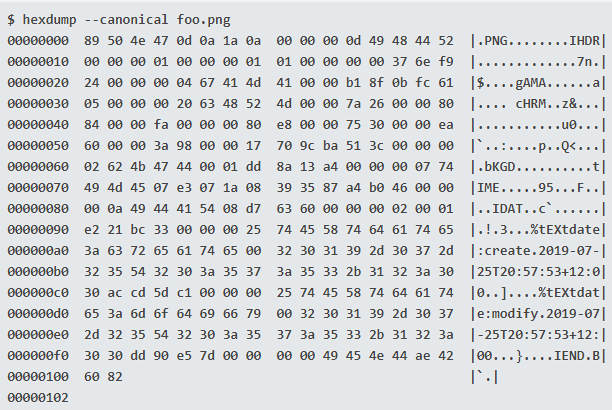 $ hexdump --canonical foo.png
00000000  89 50 4e 47 0d 0a 1a 0a  00 00 00 0d 49 48 44 52  |.PNG........IHDR|
00000010  00 00 00 01 00 00 00 01  01 00 00 00 00 37 6e f9  |.............7n.|
00000020  24 00 00 00 04 67 41 4d  41 00 00 b1 8f 0b fc 61  |$....gAMA......a|
00000030  05 00 00 00 20 63 48 52  4d 00 00 7a 26 00 00 80  |.... cHRM..z&...|
00000040  84 00 00 fa 00 00 00 80  e8 00 00 75 30 00 00 ea  |...........u0...|
00000050  60 00 00 3a 98 00 00 17  70 9c ba 51 3c 00 00 00  |`..:....p..Q<...|
00000060  02 62 4b 47 44 00 01 dd  8a 13 a4 00 00 00 07 74  |.bKGD..........t|
00000070  49 4d 45 07 e3 07 1a 08  39 35 87 a4 b0 46 00 00  |IME.....95...F..|
00000080  00 0a 49 44 41 54 08 d7  63 60 00 00 00 02 00 01  |..IDAT..c`......|
00000090  e2 21 bc 33 00 00 00 25  74 45 58 74 64 61 74 65  |.!.3...%tEXtdate|
000000a0  3a 63 72 65 61 74 65 00  32 30 31 39 2d 30 37 2d  |:create.2019-07-|
000000b0  32 35 54 32 30 3a 35 37  3a 35 33 2b 31 32 3a 30  |25T20:57:53+12:0|
000000c0  30 ac cd 5d c1 00 00 00  25 74 45 58 74 64 61 74  |0..]....%tEXtdat|
000000d0  65 3a 6d 6f 64 69 66 79  00 32 30 31 39 2d 30 37  |e:modify.2019-07|
000000e0  2d 32 35 54 32 30 3a 35  37 3a 35 33 2b 31 32 3a  |-25T20:57:53+12:|
000000f0  30 30 dd 90 e5 7d 00 00  00 00 49 45 4e 44 ae 42  |00...}....IEND.B|
00000100  60 82                                             |`.|
00000102